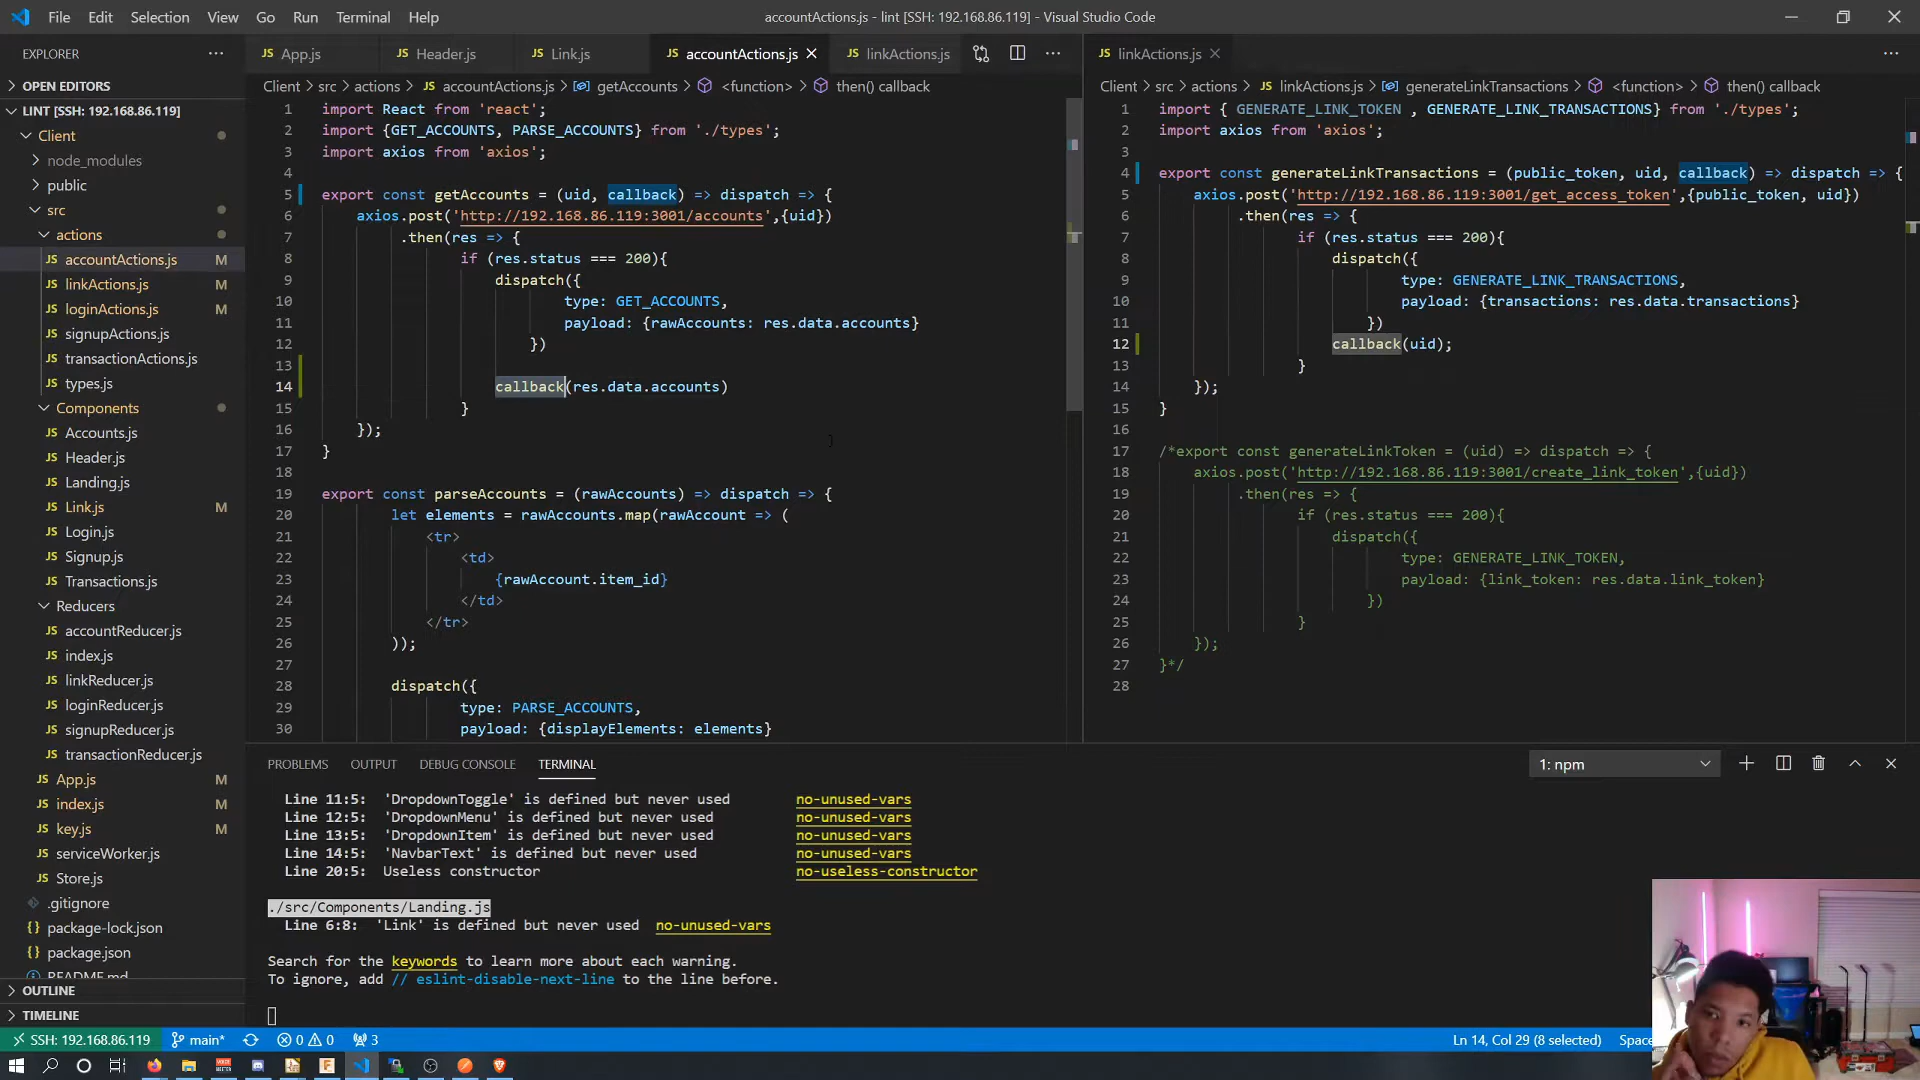 File Edit Selection View Go Run Terminal Help
accountActions.js - lint [SSH: 192.168.86.119] - Visual Studio Code
EXPLORER
OPEN EDITORS
LINT [SSH: 192.168.86.119]
Client
node_modules
public
src
actions
JS accountActions.js M
JS linkActions.js M
JS loginActions.js M
JS signupActions.js
JS transactionActions.js
JS types.js
Components
JS Accounts.js
JS Header.js
JS Landing.js
JS Link.js M
JS Login.js
JS Signup.js
JS Transactions.js
Reducers
JS accountReducer.js
JS index.js
JS linkReducer.js
JS loginReducer.js
JS signupReducer.js
JS transactionReducer.js
JS App.js M
JS index.js M
JS key.js M
JS serviceWorker.js
JS Store.js
.gitignore
{} package-lock.json
{} package.json
README.md
OUTLINE
TIMELINE
JS App.js JS Header.js JS Link.js JS accountActions.js JS linkActions.js
Client > src > actions > JS accountActions.js > getAccounts > <function> > then() callback
1 import React from 'react';
2 import {GET_ACCOUNTS, PARSE_ACCOUNTS} from './types';
3 import axios from 'axios';
4
5 export const getAccounts = (uid, callback) => dispatch => {
6 axios.post('http://192.168.86.119:3001/accounts',{uid})
7 .then(res => {
8 if (res.status === 200){
9 dispatch({
10 type: GET_ACCOUNTS,
11 payload: {rawAccounts: res.data.accounts}
12 })
13
14 callback(res.data.accounts)
15 }
16 });
17 }
18
19 export const parseAccounts = (rawAccounts) => dispatch => {
20 let elements = rawAccounts.map(rawAccount => (
21 <tr>
22 <td>
23 {rawAccount.item_id}
24 </td>
25 </tr>
26 ));
27
28 dispatch({
29 type: PARSE_ACCOUNTS,
30 payload: {displayElements: elements}
JS linkActions.js
Client > src > actions > JS linkActions.js > generateLinkTransactions > <function> > then() callback
1 import { GENERATE_LINK_TOKEN , GENERATE_LINK_TRANSACTIONS} from './types';
2 import axios from 'axios';
3
4 export const generateLinkTransactions = (public_token, uid, callback) => dispatch => {
5 axios.post('http://192.168.86.119:3001/get_access_token',{public_token, uid})
6 .then(res => {
7 if (res.status === 200){
8 dispatch({
9 type: GENERATE_LINK_TRANSACTIONS,
10 payload: {transactions: res.data.transactions}
11 })
12 callback(uid);
13 }
14 });
15 }
16
17 /*export const generateLinkToken = (uid) => dispatch => {
18 axios.post('http://192.168.86.119:3001/create_link_token',{uid})
19 .then(res => {
20 if (res.status === 200){
21 dispatch({
22 type: GENERATE_LINK_TOKEN,
23 payload: {link_token: res.data.link_token}
24 })
25 }
26 });
27 }*/
28
PROBLEMS OUTPUT DEBUG CONSOLE TERMINAL 1: npm
Line 11:5: 'DropdownToggle' is defined but never used no-unused-vars
Line 12:5: 'DropdownMenu' is defined but never used no-unused-vars
Line 13:5: 'DropdownItem' is defined but never used no-unused-vars
Line 14:5: 'NavbarText' is defined but never used no-unused-vars
Line 20:5: Useless constructor no-useless-constructor
./src/Components/Landing.js
Line 6:8: 'Link' is defined but never used no-unused-vars
Search for the keywords to learn more about each warning.
To ignore, add // eslint-disable-next-line to the line before.
SSH: 192.168.86.119 main* 0 0 3 Ln 14, Col 29 (8 selected)